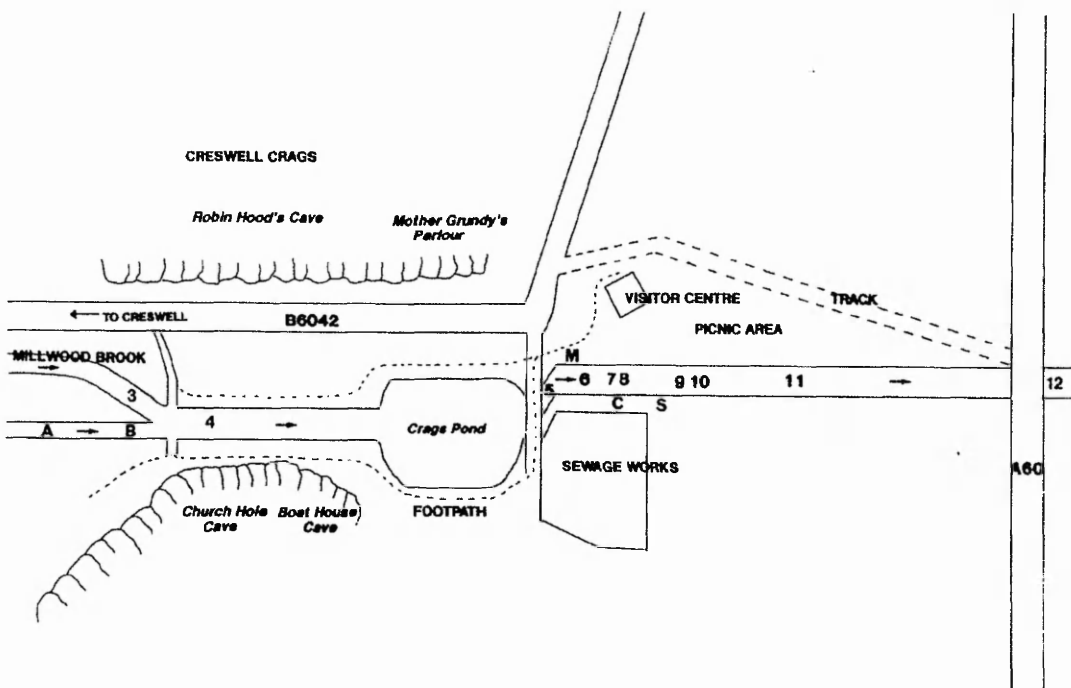 CRESWELL CRAGS
Robin Hood's Cave
Mother Grundy's
Parlour
VISITOR CENTRE
TRACK
← TO CRESWELL
B6042
PICNIC AREA
MILLWOOD BROOK
M
→
→ 6 7 8 9 10 11 → 12
3
5
C S
4
A → B
→
Crags Pond
SEWAGE WORKS
A60
Church Hole
Cave
Boat House
Cave
FOOTPATH